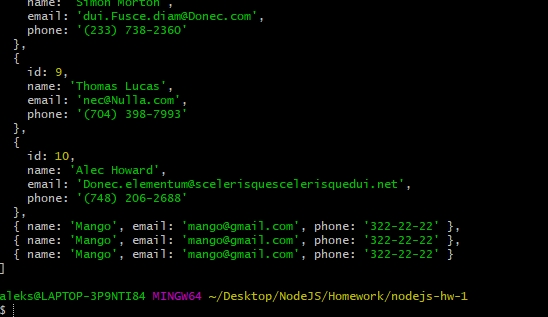 name: 'Simon Morton',
email: 'dui.Fusce.diam@Donec.com',
phone: '(233) 738-2360'
},
{
id: 9,
name: 'Thomas Lucas',
email: 'nec@Nulla.com',
phone: '(704) 398-7993'
},
{
id: 10,
name: 'Alec Howard',
email: 'Donec.elementum@scelerisquescelerisquedui.net',
phone: '(748) 206-2688'
},
{ name: 'Mango', email: 'mango@gmail.com', phone: '322-22-22' },
{ name: 'Mango', email: 'mango@gmail.com', phone: '322-22-22' },
{ name: 'Mango', email: 'mango@gmail.com', phone: '322-22-22' }
]
aleks@LAPTOP-3P9NTI84 MINGW64 ~/Desktop/NodeJS/Homework/nodejs-hw-1
$